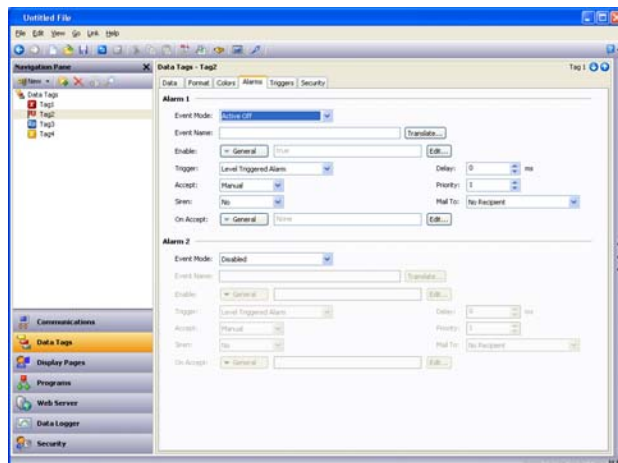 Untitled File
File Edit View Go Link Help
Navigation Pane
Data Tags - Tag2
Tag 1
New
Data Tags
Tag1
Tag2
Tag3
Tag4
Data Format Colors Alarms Triggers Security
Alarm 1
Event Mode: Active Off
Event Name: Translate...
Enable: General true Edit...
Trigger: Level Triggered Alarm Delay: 0 ms
Accept: Manual Priority: 1
Siren: No Mail To: No Recipient
On Accept: General None Edit...
Alarm 2
Event Mode: Disabled
Event Name: Translate...
Enable: General Edit...
Trigger: Level Triggered Alarm Delay: 0 ms
Accept: Manual Priority: 1
Siren: No Mail To: No Recipient
On Accept: General Edit...
Communications
Data Tags
Display Pages
Programs
Web Server
Data Logger
Security